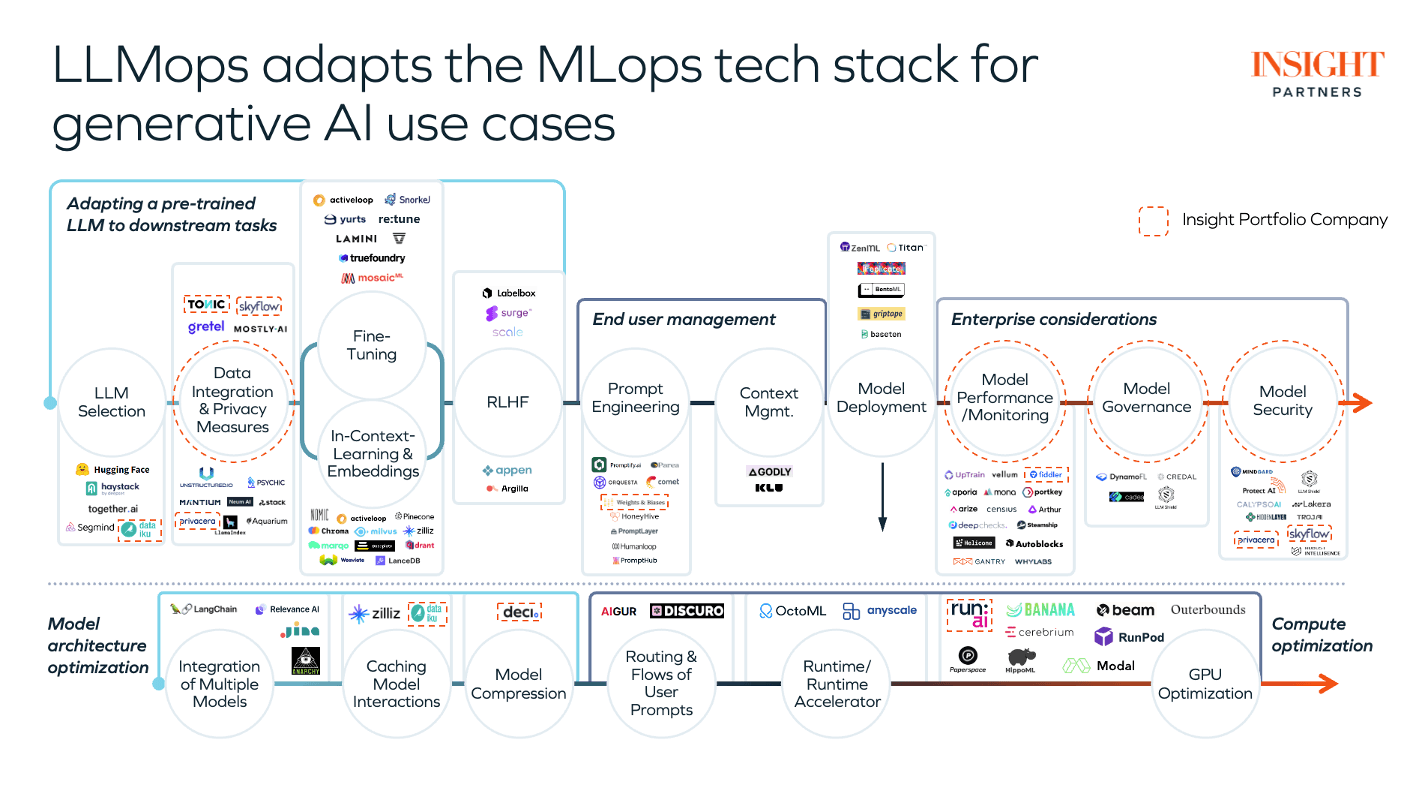 LLMops adapts the MLops tech stack for
generative AI use cases
INSIGHT
PARTNERS
Insight Portfolio Company
Adapting a pre-trained
LLM to downstream tasks
activeloop
Snorkel
yurts
re:tune
LAMINI
truefoundry
mosaicML
TONIC
skyflow
gretel
MOSTLY·AI
Labelbox
surge
scale
LLM
Selection
Data
Integration
& Privacy
Measures
Fine-
Tuning
In-Context-
Learning &
Embeddings
RLHF
Hugging Face
haystack
by deepset
together.ai
Segmind
data
iku
UNSTRUCTURED.IO
PSYCHIC
MANTIUM
Neum AI
.stack
privacera
LlamaIndex
Aquarium
NOMIC
activeloop
Pinecone
Chroma
milvus
zilliz
marqo
qdrant
Weaviate
LanceDB
appen
Argilla
End user management
Prompt
Engineering
Context
Mgmt.
Promptly.ai
Parea
ORQUESTA
comet
Weights & Biases
HoneyHive
PromptLayer
Humanloop
PromptHub
GODLY
KLU
ZenML
Titan
replicate
BentoML
griptape
baseten
Model
Deployment
Enterprise considerations
Model
Performance
/Monitoring
Model
Governance
Model
Security
UpTrain
vellum
fiddler
aporia
mona
portkey
arize
censius
Arthur
deepchecks
Steamship
Helicone
Autoblocks
GANTRY
WHYLABS
DynamoFL
CREDAL
cadea
LLM Shield
MINDGARD
Protect AI
LLM Shield
CALYPSOAI
Lakera
HIDDENLAYER
TROJAI
privacera
skyflow
ROBUST
INTELLIGENCE
Model
architecture
optimization
LangChain
Relevance AI
Jina
Integration
of Multiple
Models
zilliz
data
iku
Caching
Model
Interactions
deci.
Model
Compression
AIGUR
DISCURO
Routing &
Flows of
User
Prompts
OctoML
anyscale
Runtime/
Runtime
Accelerator
run:
ai
BANANA
beam
Outerbounds
cerebrium
RunPod
Paperspace
HippoML
Modal
GPU
Optimization
Compute
optimization